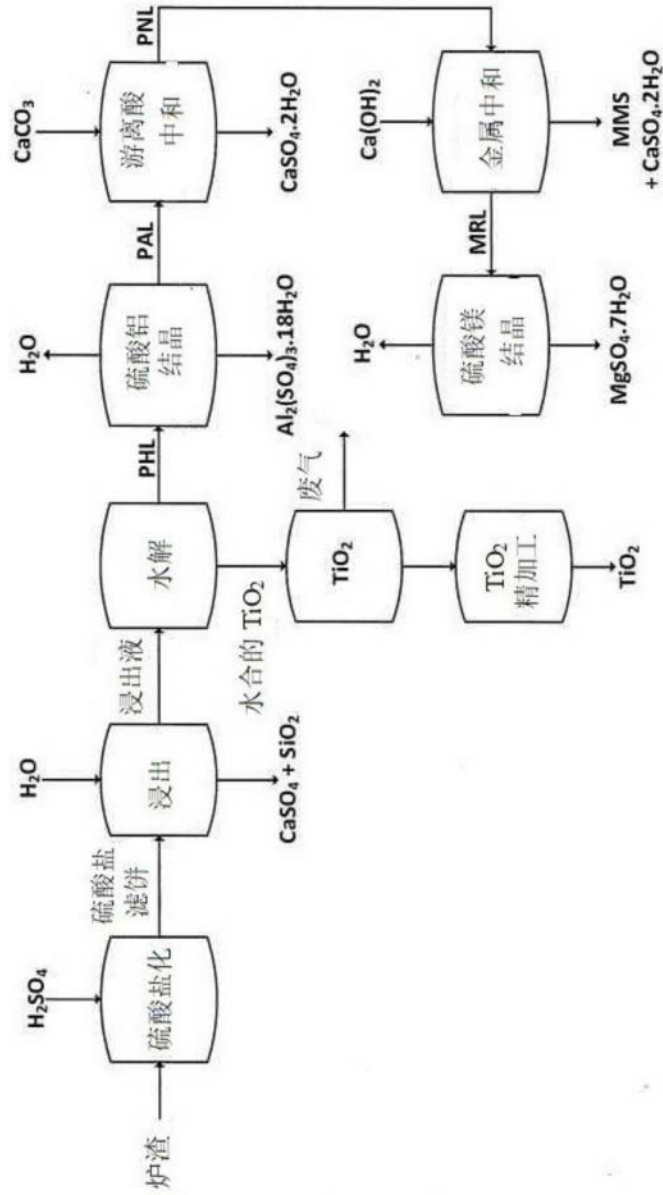 炉渣
H₂SO₄
硫酸盐化
硫酸盐
滤饼
H₂O
浸出
CaSO₄ + SiO₂
浸出液
水解
水合的 TiO₂
TiO₂
废气
TiO₂
精加工
TiO₂
PHL
H₂O
硫酸铝
结晶
Al₂(SO₄)₃.18H₂O
PAL
CaCO₃
游离酸
中和
CaSO₄.2H₂O
PNL
Ca(OH)₂
金属中和
MMS
+ CaSO₄.2H₂O
MRL
H₂O
硫酸镁
结晶
MgSO₄.7H₂O